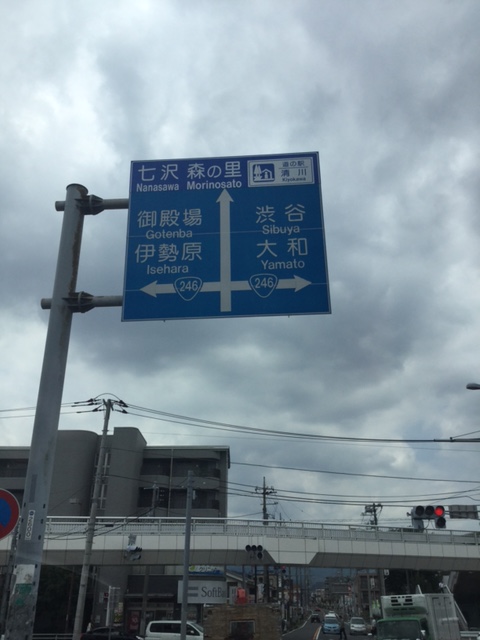 七沢 森の里
Nanasawa Morinosato
道の駅
清川
Kiyokawa
御殿場
Gotenba
渋谷
Sibuya
伊勢原
Isehara
大和
Yamato
246
246
SoftBa